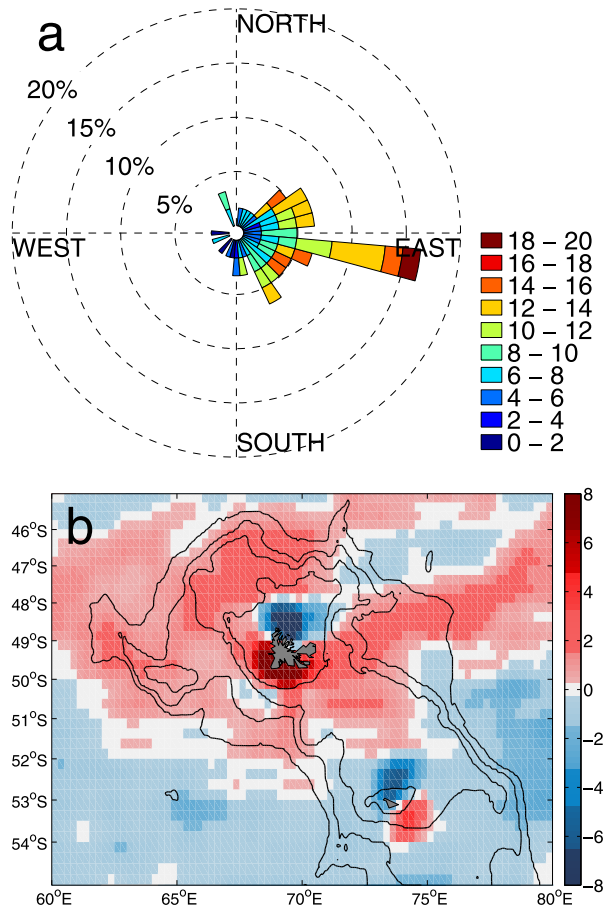 a
NORTH
20%
15%
10%
5%
WEST
EAST
SOUTH
18 – 20
16 – 18
14 – 16
12 – 14
10 – 12
8 – 10
6 – 8
4 – 6
2 – 4
0 – 2
b
46°S
47°S
48°S
49°S
50°S
51°S
52°S
53°S
54°S
60°E
65°E
70°E
75°E
80°E
8
6
4
2
0
−2
−4
−6
−8